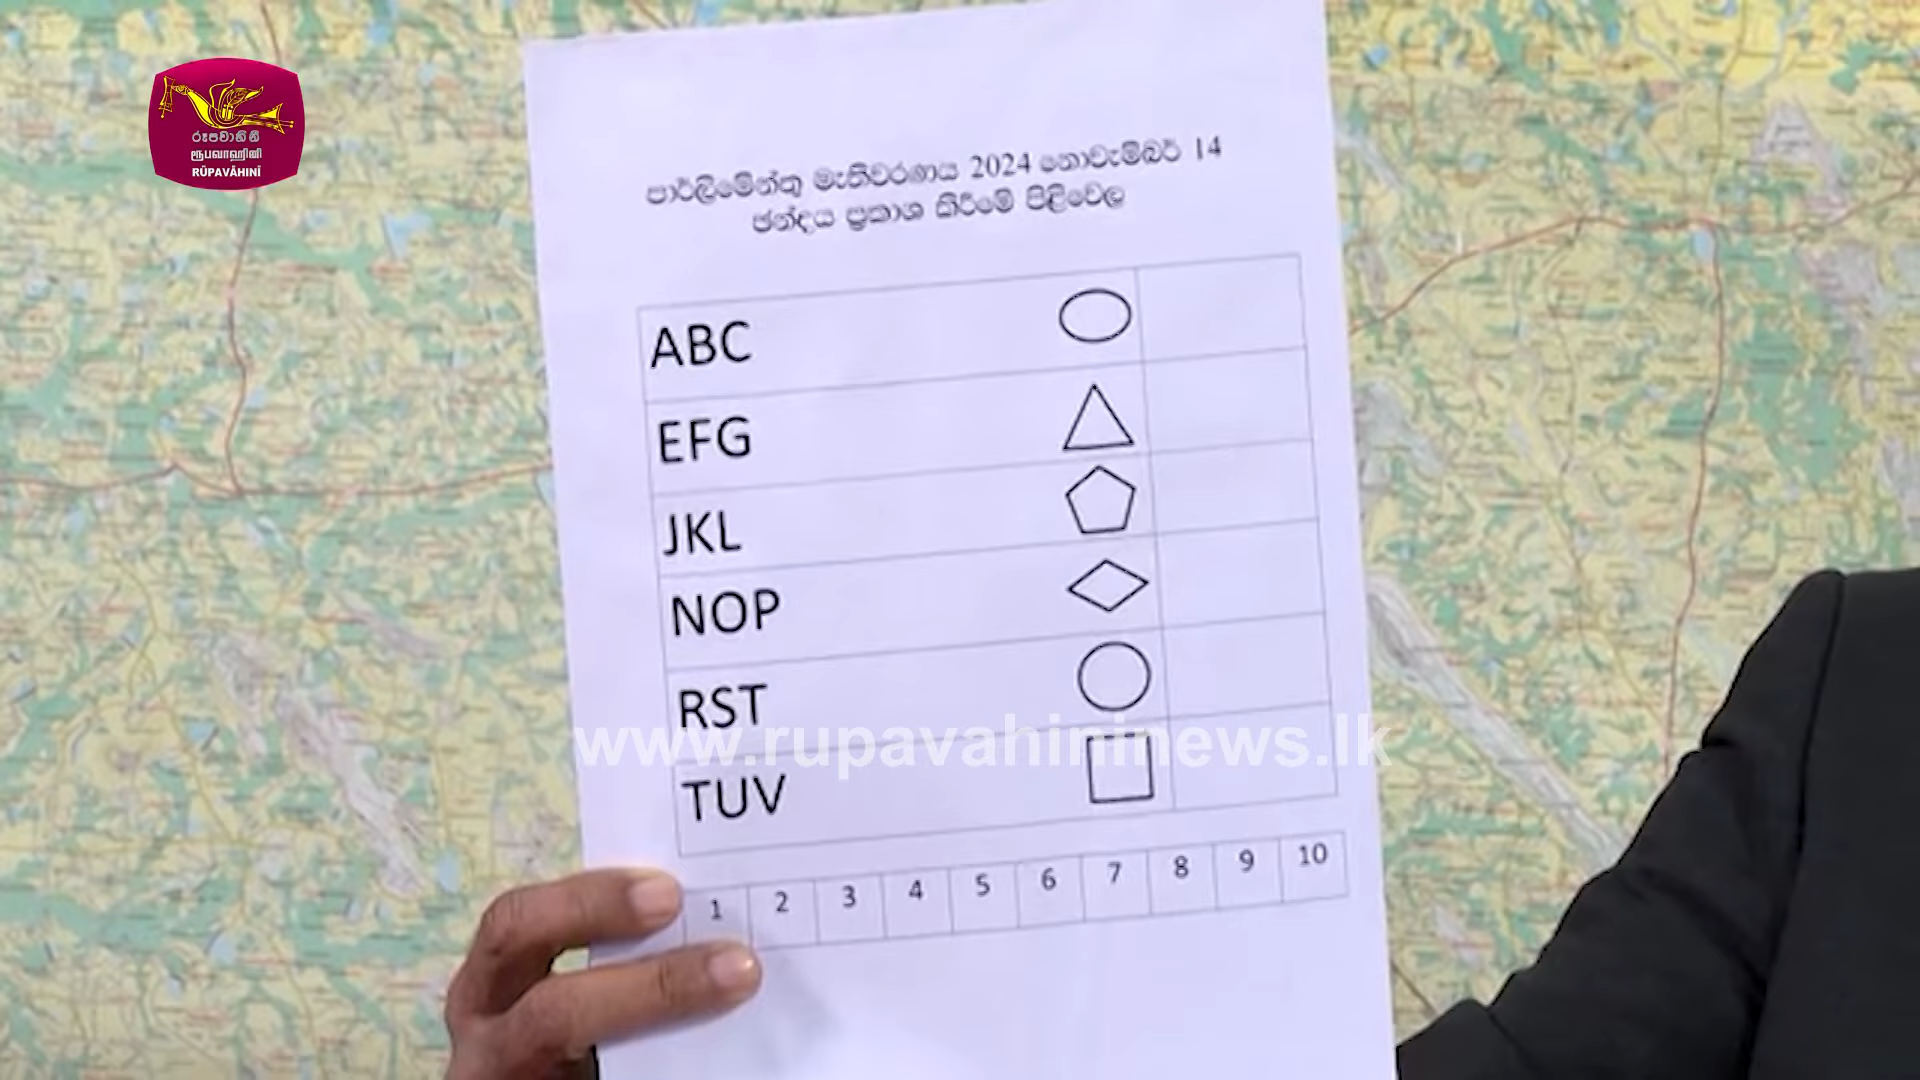 රූපවාහිනී
ரூபவாஹினி
RŪPAVĀHINĪ
පාර්ලිමේන්තු මැතිවරණය 2024 නොවැම්බර් 14
ඡන්දය ප්‍රකාශ කිරීමේ පිළිවෙල
ABC
EFG
JKL
NOP
RST
www.rupavahininews.lk
TUV
1 2 3 4 5 6 7 8 9 10